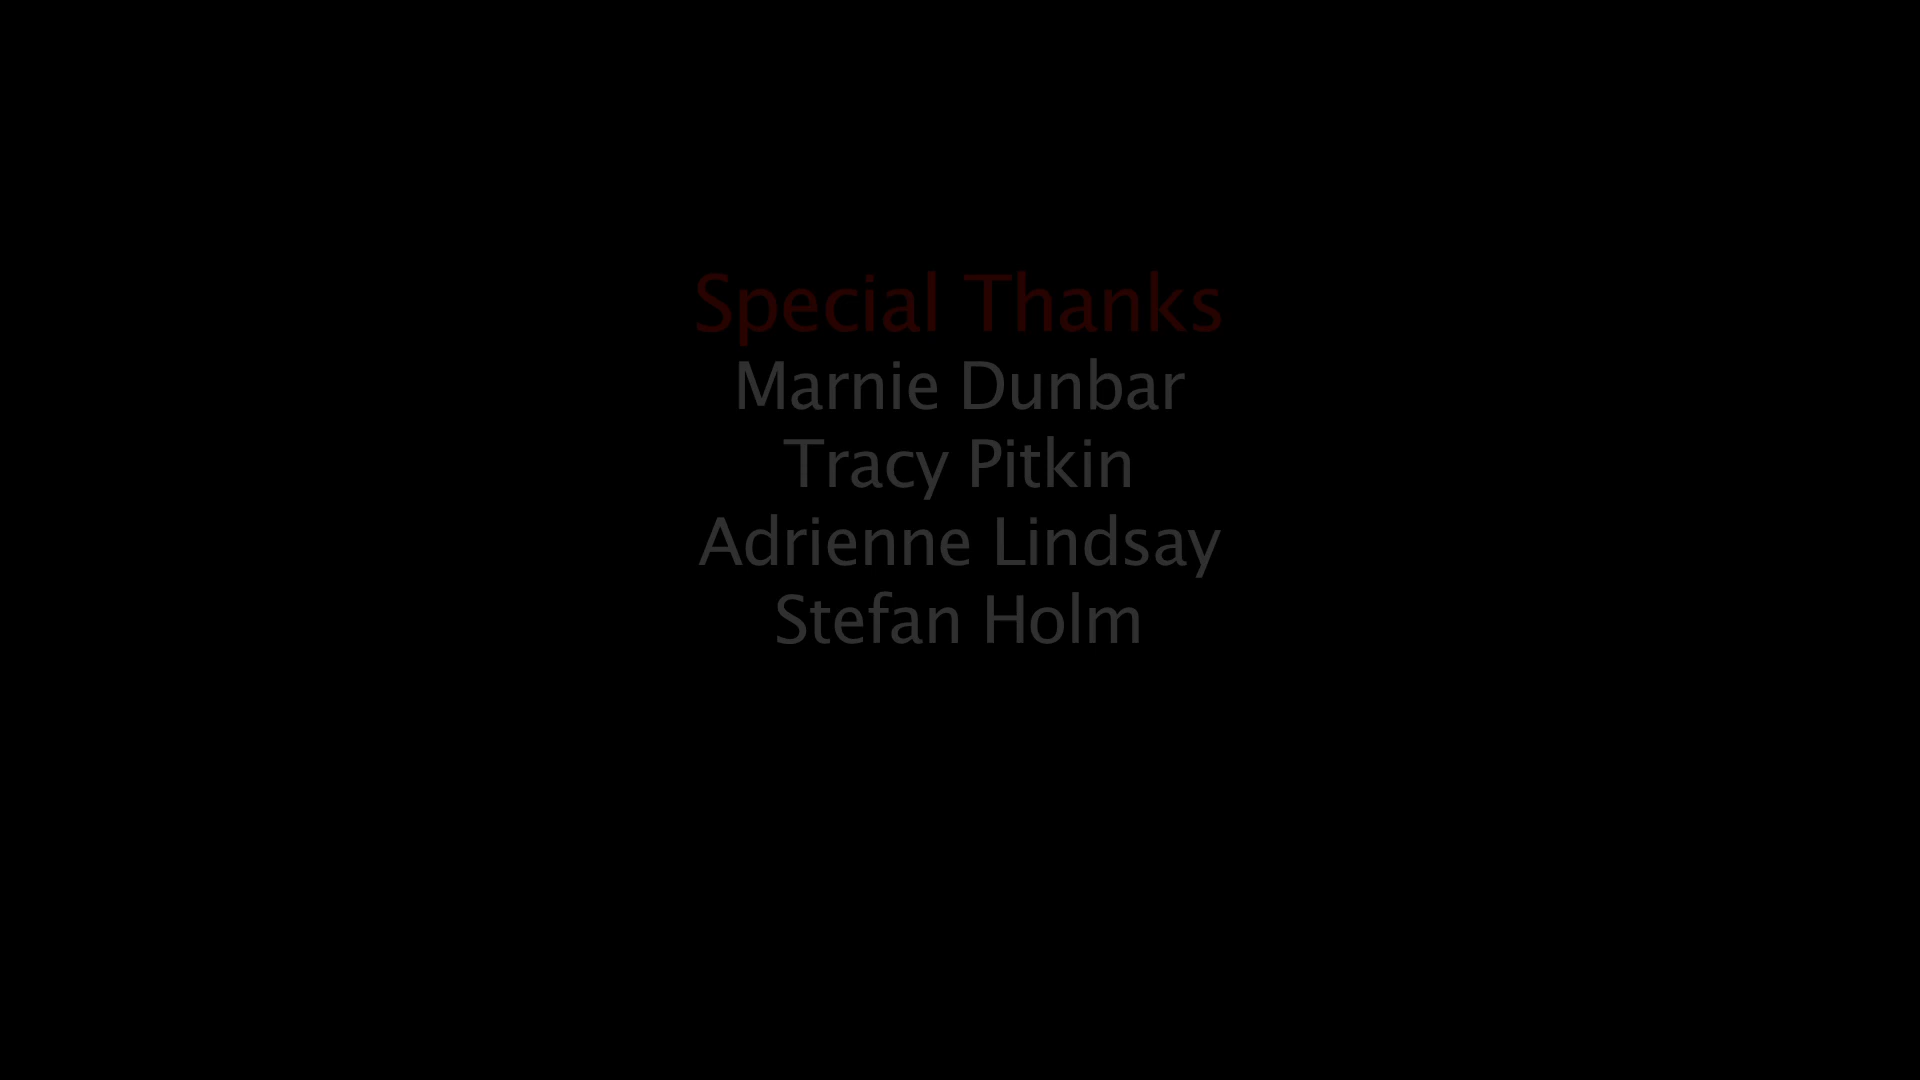 Special Thanks
Marnie Dunbar
Tracy Pitkin
Adrienne Lindsay
Stefan Holm